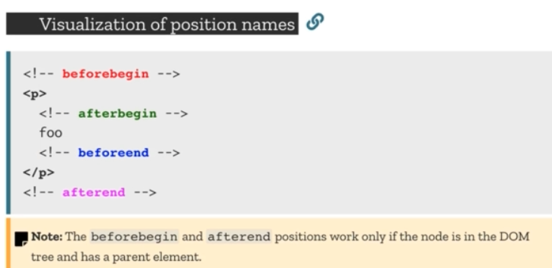 Visualization of position names
<!-- beforebegin -->
<p>
<!-- afterbegin -->
foo
<!-- beforeend -->
</p>
<!-- afterend -->
Note: The beforebegin and afterend positions work only if the node is in the DOM
tree and has a parent element.